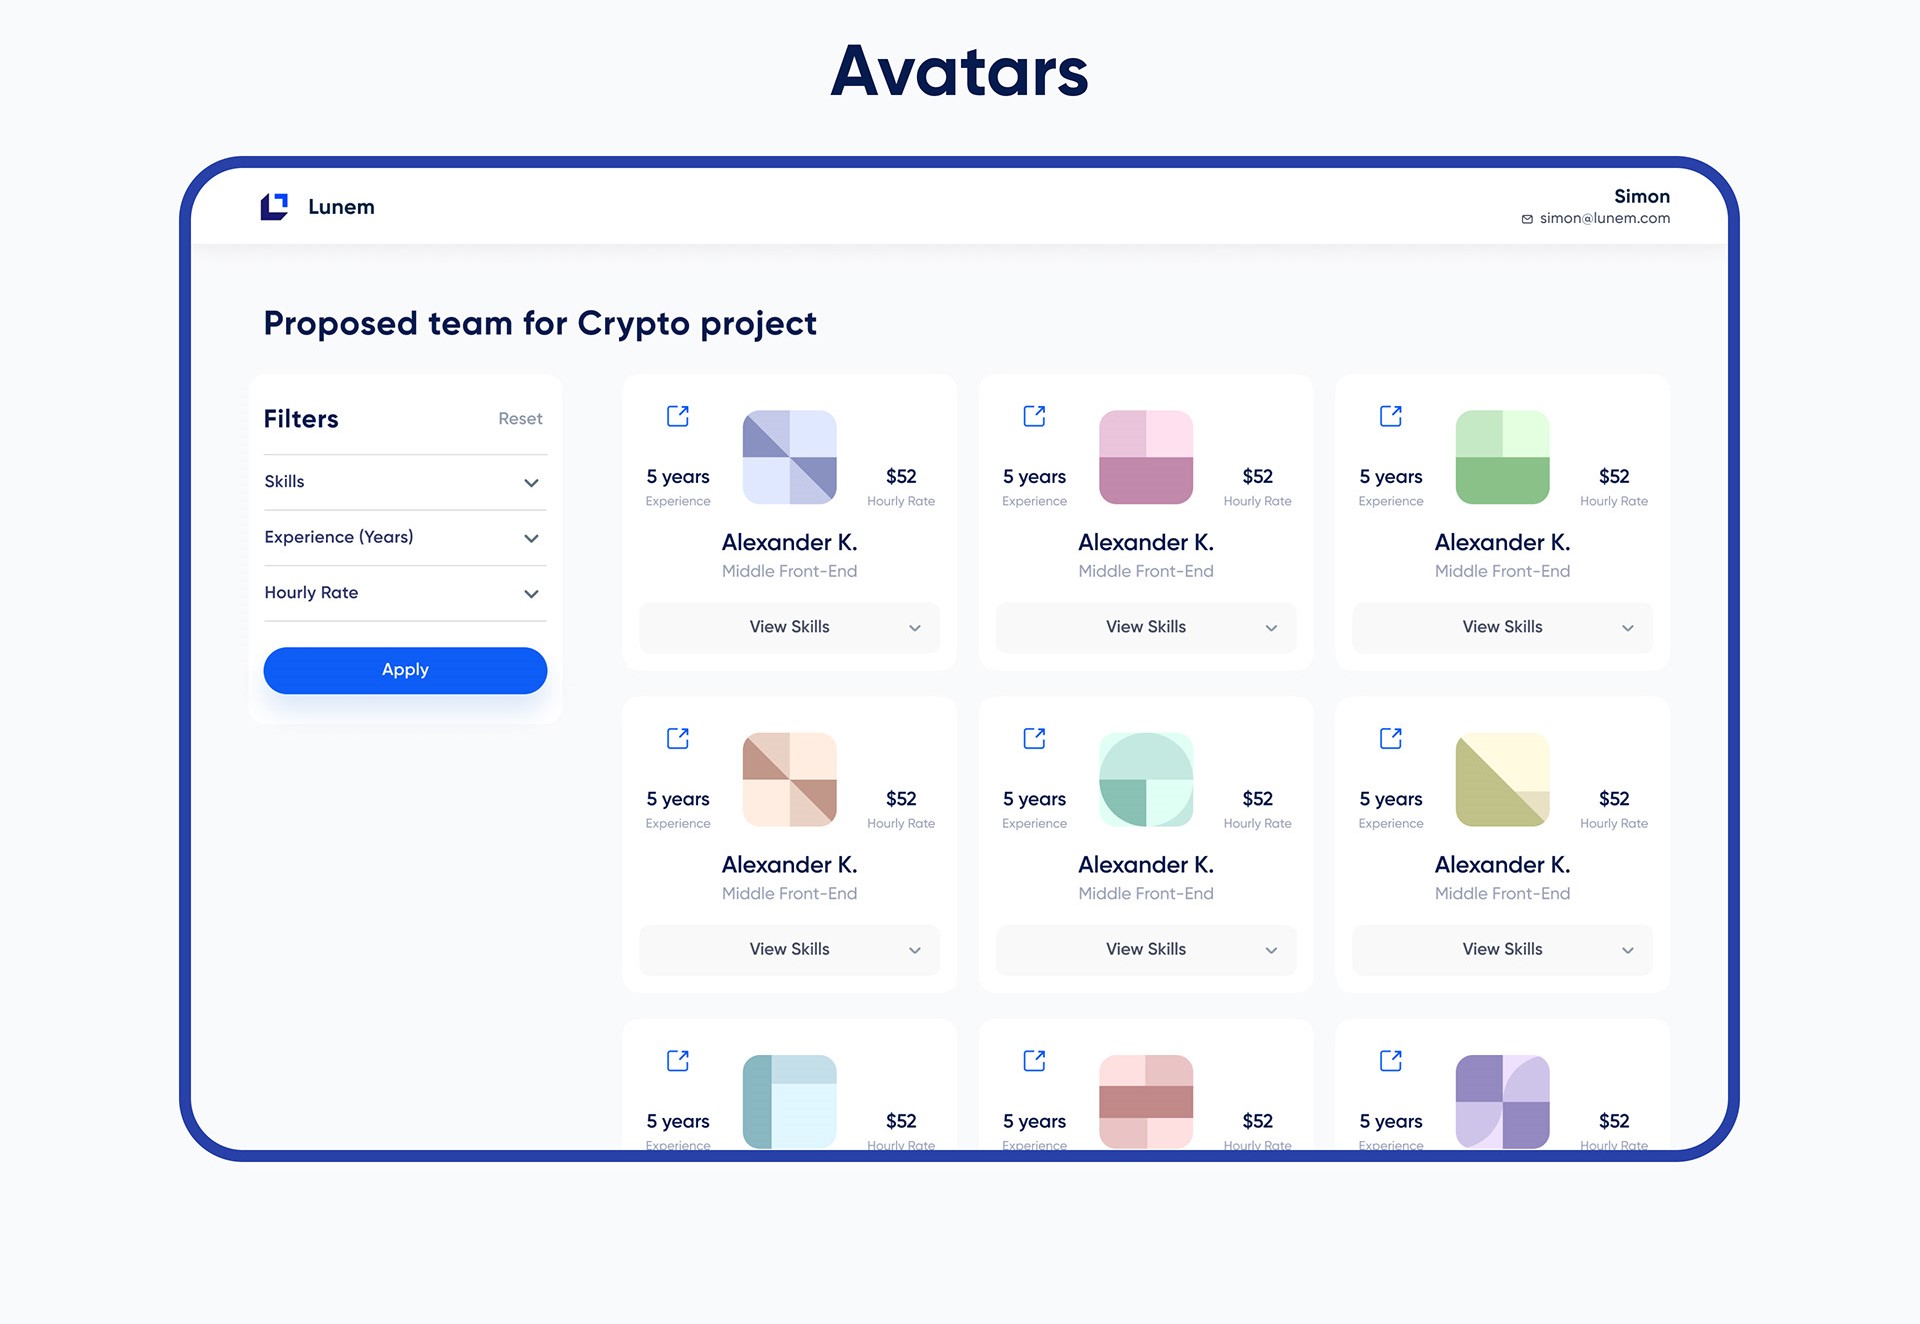 Avatars
Lunem
Simon
simon@lunem.com
Proposed team for Crypto project
Filters
Reset
Skills
Experience (Years)
Hourly Rate
Apply
5 years
Experience
$52
Hourly Rate
Alexander K.
Middle Front-End
View Skills
5 years
Experience
$52
Hourly Rate
Alexander K.
Middle Front-End
View Skills
5 years
Experience
$52
Hourly Rate
Alexander K.
Middle Front-End
View Skills
5 years
Experience
$52
Hourly Rate
Alexander K.
Middle Front-End
View Skills
5 years
Experience
$52
Hourly Rate
Alexander K.
Middle Front-End
View Skills
5 years
Experience
$52
Hourly Rate
Alexander K.
Middle Front-End
View Skills
5 years
Experience
$52
Hourly Rate
5 years
Experience
$52
Hourly Rate
5 years
Experience
$52
Hourly Rate